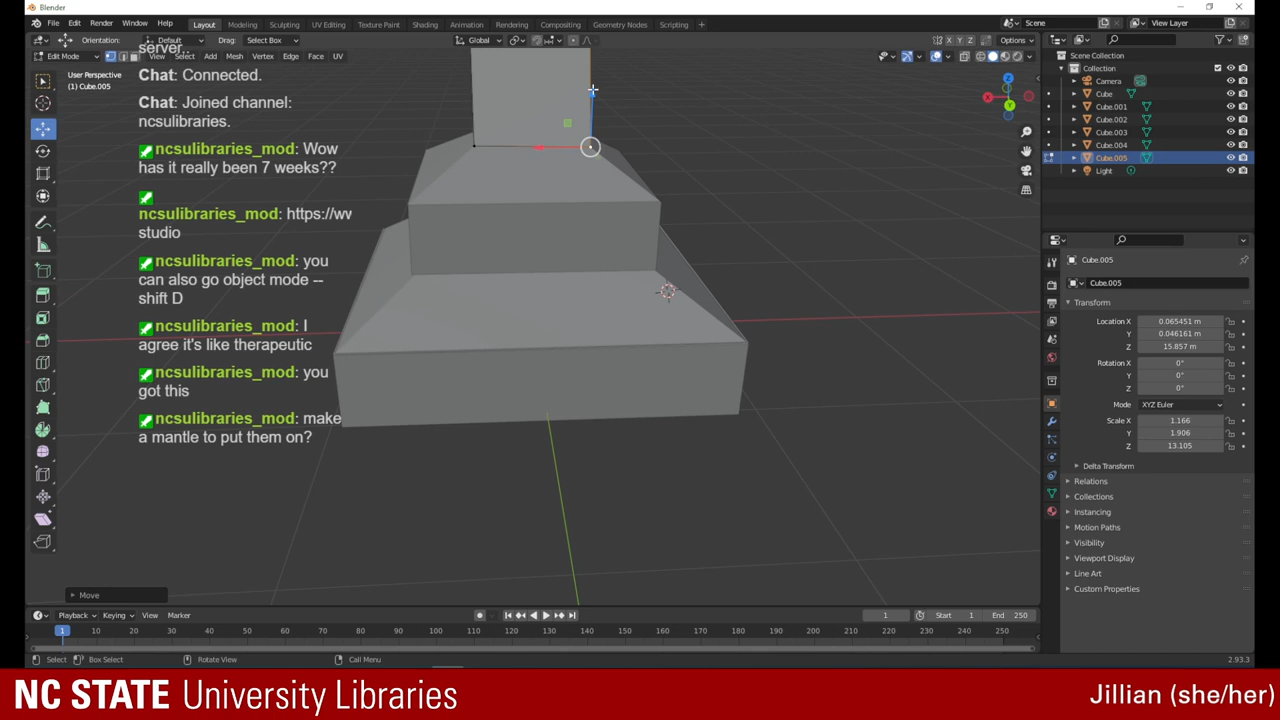 Blender
File Edit Render Window Help Layout Modeling Sculpting UV Editing Texture Paint Shading Animation Rendering Compositing Geometry Nodes Scripting + Scene View Layer
Orientation: Default Drag: Select Box Global X Y Z Options
Edit Mode View Select Add Mesh Vertex Edge Face UV
server..
User Perspective
(1) Cube.005
Chat: Connected.
Chat: Joined channel:
ncsulibraries.
ncsulibraries_mod: Wow
has it really been 7 weeks??
ncsulibraries_mod: https://ww
studio
ncsulibraries_mod: you
can also go object mode --
shift D
ncsulibraries_mod: I
agree it's like therapeutic
ncsulibraries_mod: you
got this
ncsulibraries_mod: make
a mantle to put them on?
X
Y
Z
Move
Scene Collection
Collection
Camera
Cube
Cube.001
Cube.002
Cube.003
Cube.004
Cube.005
Light
Cube.005
Cube.005
Transform
Location X 0.065451 m
Y 0.046161 m
Z 15.857 m
Rotation X 0°
Y 0°
Z 0°
Mode XYZ Euler
Scale X 1.166
Y 1.906
Z 13.105
Delta Transform
Relations
Collections
Instancing
Motion Paths
Visibility
Viewport Display
Line Art
Custom Properties
Playback Keying View Marker 1 Start 1 End 250
1 10 20 30 40 50 60 70 80 90 100 110 120 130 140 150 160 170 180 190 200 210 220 230 240 250
Select Box Select Rotate View Call Menu 2.93.3
NC STATE University Libraries
Jillian (she/her)